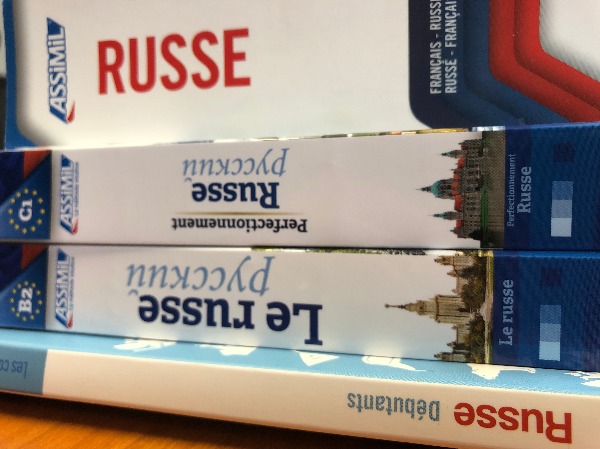 ASSiMiL
RUSSE
FRANÇAIS - RUSSE
RUSSE - FRANÇAIS
C1
ASSiMiL
Perfectionnement
Russe
русский
Perfectionnement
Russe
B2
ASSiMiL
Le russe
русский
Le russe
Russe
Débutants